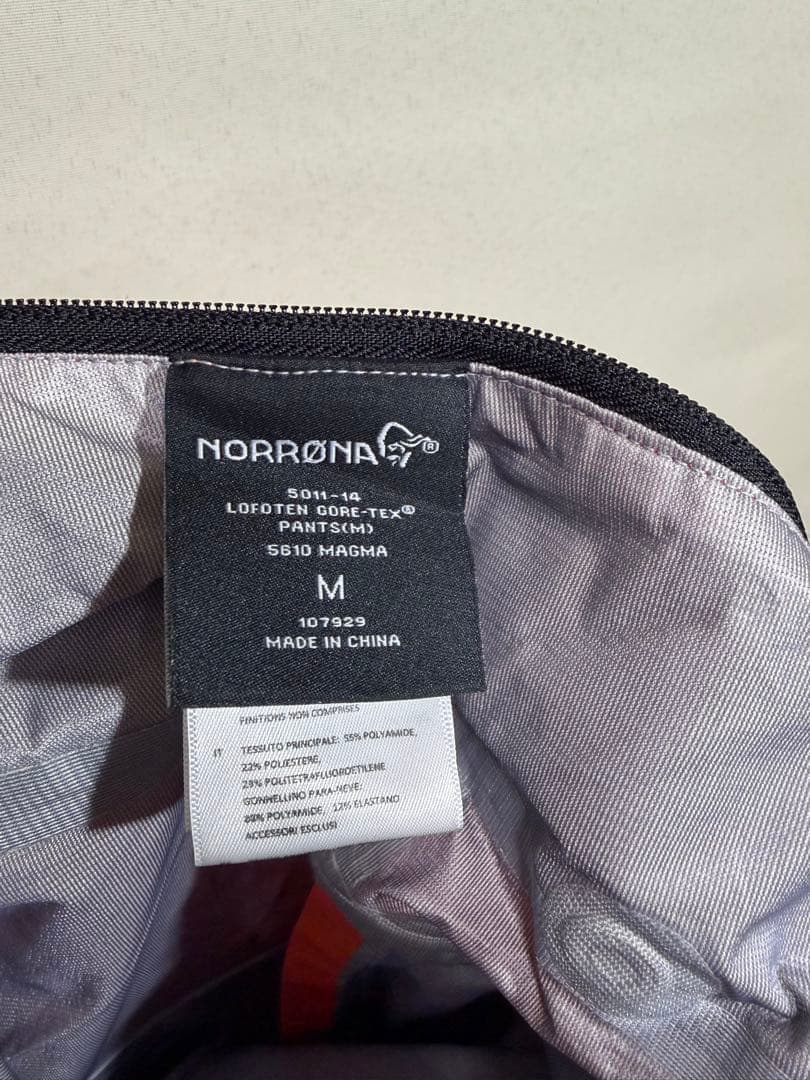 NORRØNA®
5011-14
LOFOTEN GORE-TEX®
PANTS(M)
5610 MAGMA
M
107929
MADE IN CHINA
FINITIONS NON COMPRISES
IT TESSUTO PRINCIPALE: 55% POLYAMIDE,
22% POLIESTERE,
23% POLITETRAFLUOROETILENE
GONNELLINO PARA-NEVE:
88% POLYAMIDE, 12% ELASTANO
ACCESSORI ESCLUSI